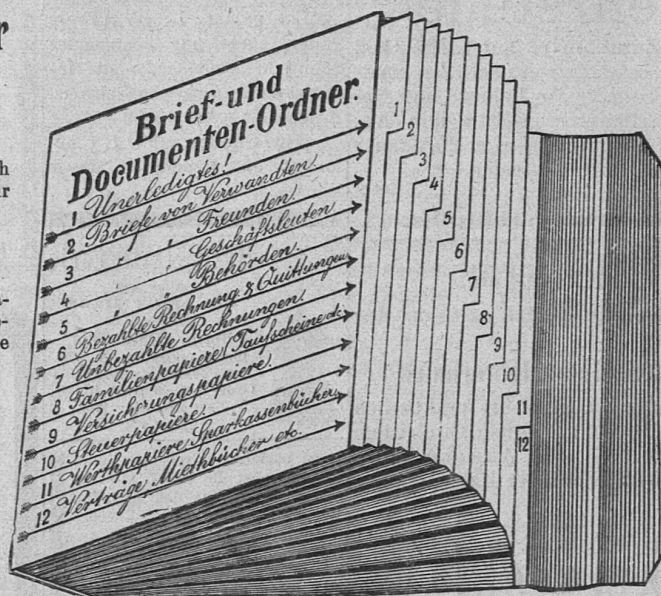 r
h
r
e
Brief-und
Documenten-Ordner.
1 Unerledigtes!
2 Briefe von Verwandten.
3 " " Freunden.
4 " " Geschäftsleuten
5 " " Behörden.
6 Bezahlte Rechnung & Quittungen
7 Unbezahlte Rechnungen.
8 Familienpapiere (Taufscheine etc.
9 Versicherungspapiere.
10 Steuerpapiere.
11 Werthpapiere, Sparkassenbücher
12 Verträge, Miethbücher etc.
1
2
3
4
5
6
7
8
9
10
11
12